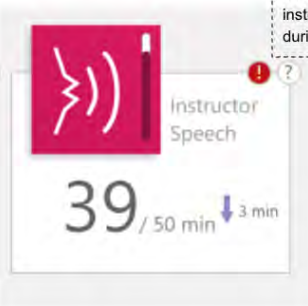 inst
duri
! ?
Instructor
Speech
39 / 50 min 3 min